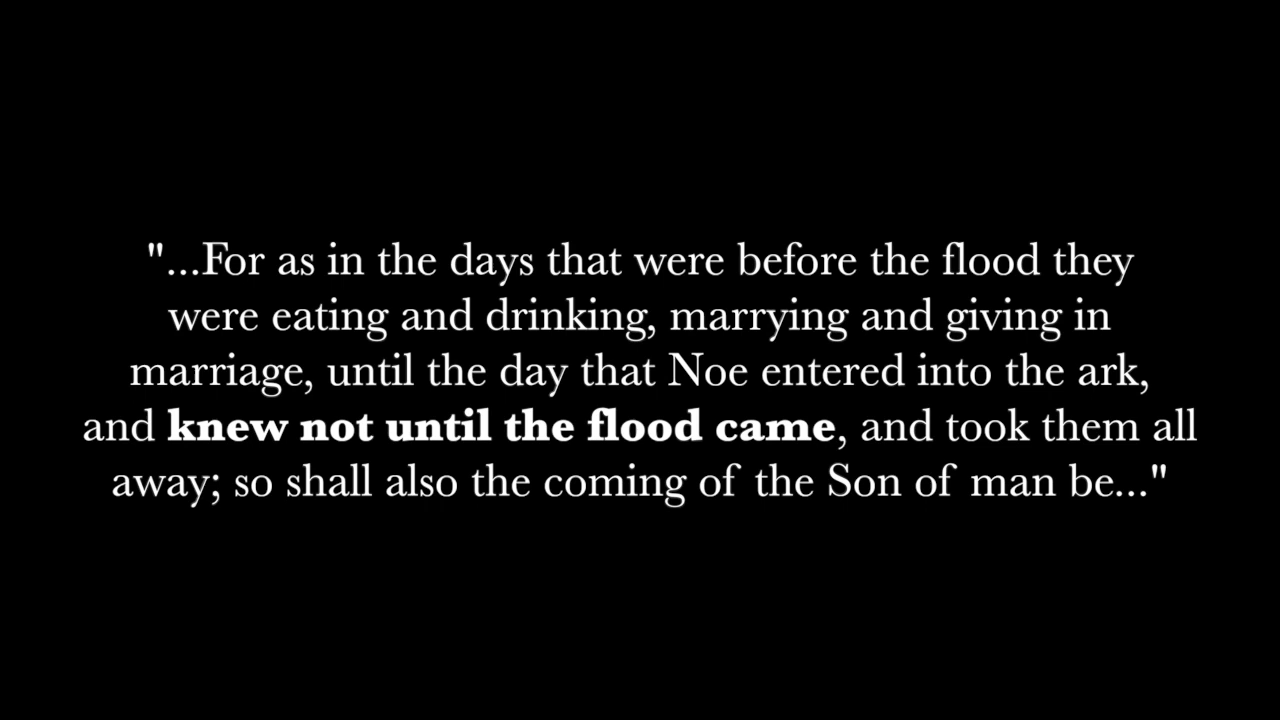 "...For as in the days that were before the flood they
were eating and drinking, marrying and giving in
marriage, until the day that Noe entered into the ark,
and knew not until the flood came, and took them all
away; so shall also the coming of the Son of man be..."